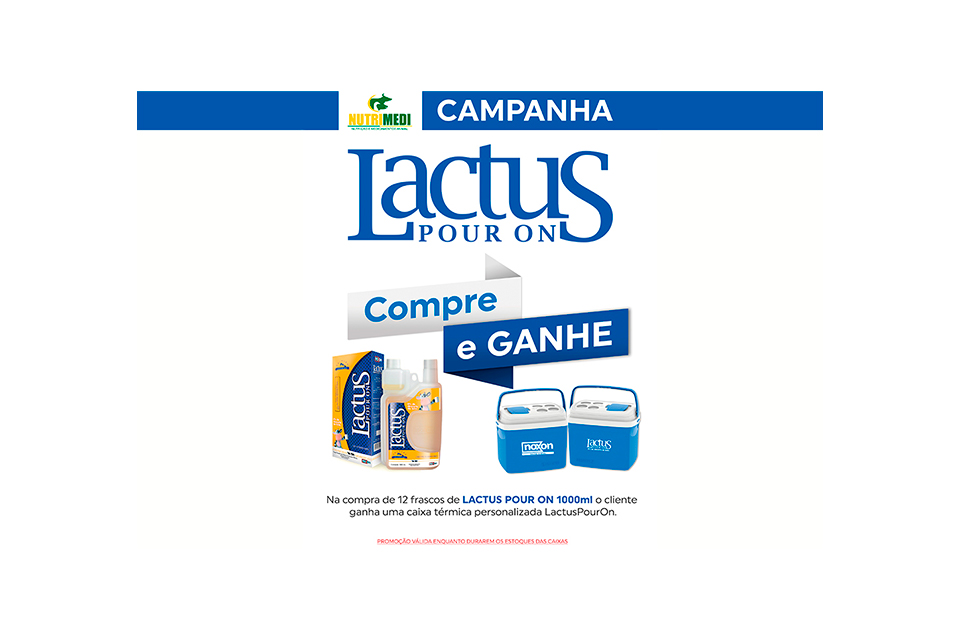 NUTRIMEDI
CAMPANHA
Lactus
POUR ON
Compre
e GANHE
Lactus
POUR ON
Lactus
noxon
Lactus
Na compra de 12 frascos de LACTUS POUR ON 1000ml o cliente
ganha uma caixa térmica personalizada LactusPourOn.
PROMOÇÃO VÁLIDA ENQUANTO DURAREM OS ESTOQUES DAS CAIXAS